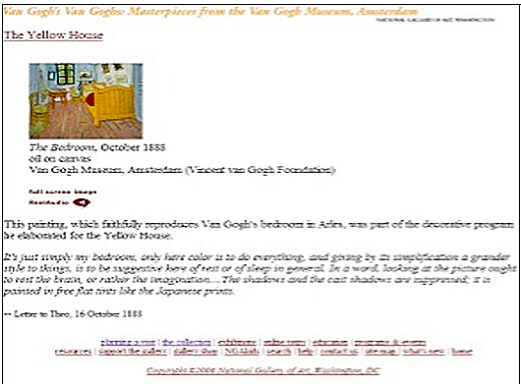 Van Gogh's Van Goghs: Masterpieces from the Van Gogh Museum, Amsterdam
NATIONAL GALLERY OF ART, WASHINGTON
The Yellow House
The Bedroom, October 1888
oil on canvas
Van Gogh Museum, Amsterdam (Vincent van Gogh Foundation)
full screen image
RealAudio
This painting, which faithfully reproduces Van Gogh's bedroom in Arles, was part of the decorative program
he elaborated for the Yellow House.
It's just simply my bedroom, only here color is to do everything, and giving by its simplification a grander
style to things, is to be suggestive here of rest or of sleep in general. In a word, looking at the picture ought
to rest the brain, or rather the imagination....The shadows and the cast shadows are suppressed; it is
painted in free flat tints like the Japanese prints.
-- Letter to Theo, 16 October 1888
planning a visit | the collection | exhibitions | online tours | education | programs & events
resources | support the gallery | gallery shop | NGAkids | search | help | contact us | site map | what's new | home
Copyright ©2006 National Gallery of Art, Washington, DC